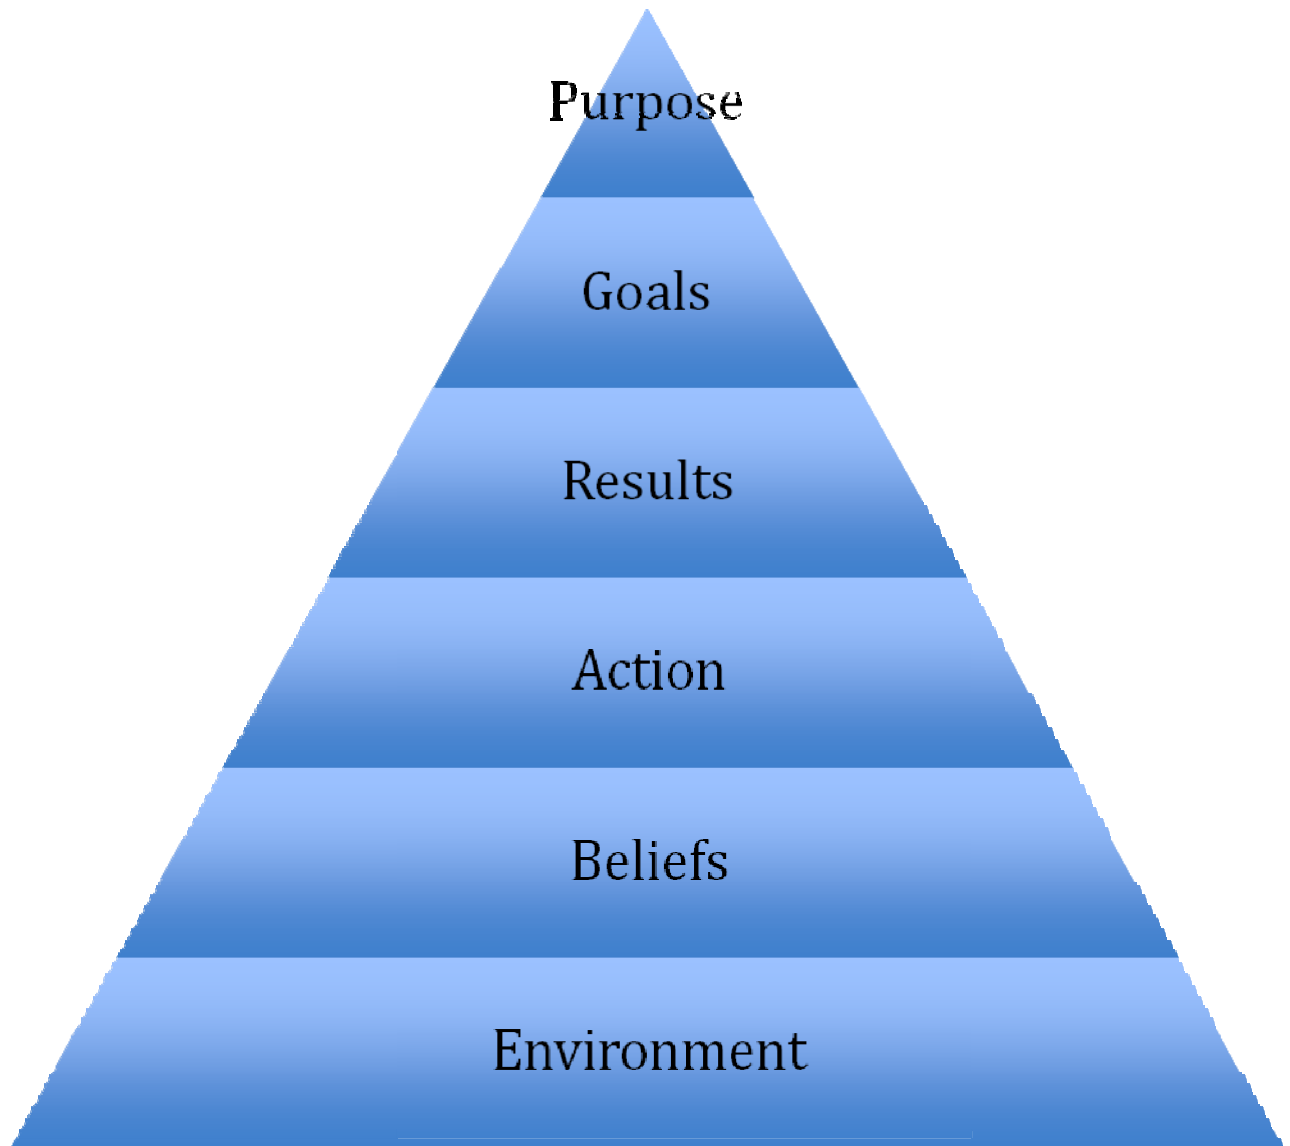 Purpose
Goals
Results
Action
Beliefs
Environment